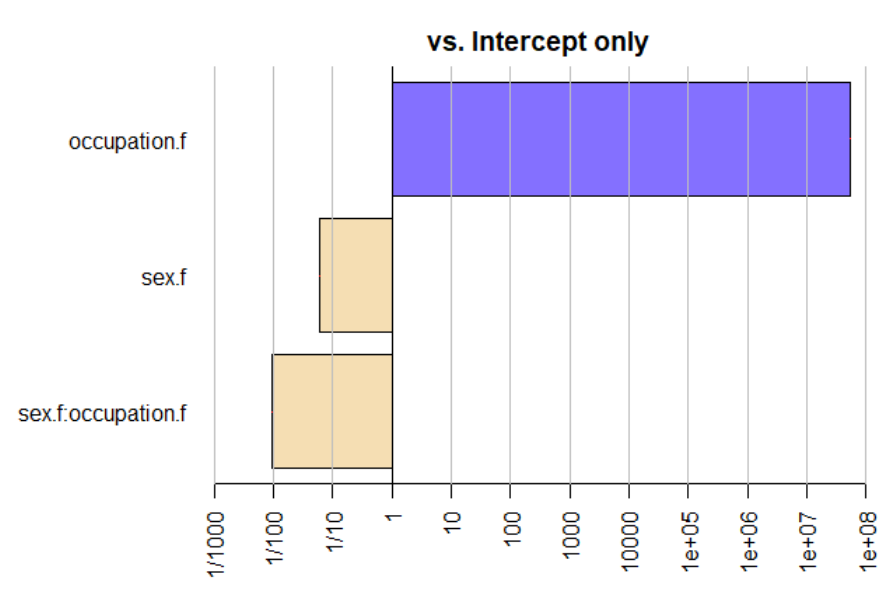 vs. Intercept only
occupation.f
sex.f
sex.f:occupation.f
1/1000
1/100
1/10
1
10
100
1000
10000
1e+05
1e+06
1e+07
1e+08